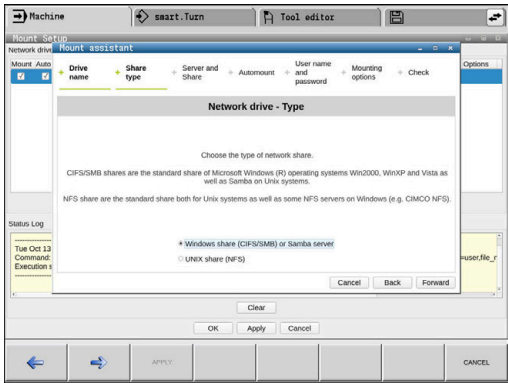 Machine
smart.Turn
Tool editor
Mount Setup
Network drive
Mount Auto
Options
Mount assistant
Drive name
Share type
Server and Share
Automount
User name and password
Mounting options
Check
Network drive - Type
Choose the type of network share.
CIFS/SMB shares are the standard share of Microsoft Windows (R) operating systems Win2000, WinXP and Vista as
well as Samba on Unix systems.
NFS share are the standard share both for Unix systems as well as some NFS servers on Windows (e.g. CIMCO NFS).
Windows share (CIFS/SMB) or Samba server
UNIX share (NFS)
Cancel Back Forward
Status Log
Tue Oct 13
Command:
=user,file_r
Execution s
Clear
OK Apply Cancel
APPLY
CANCEL